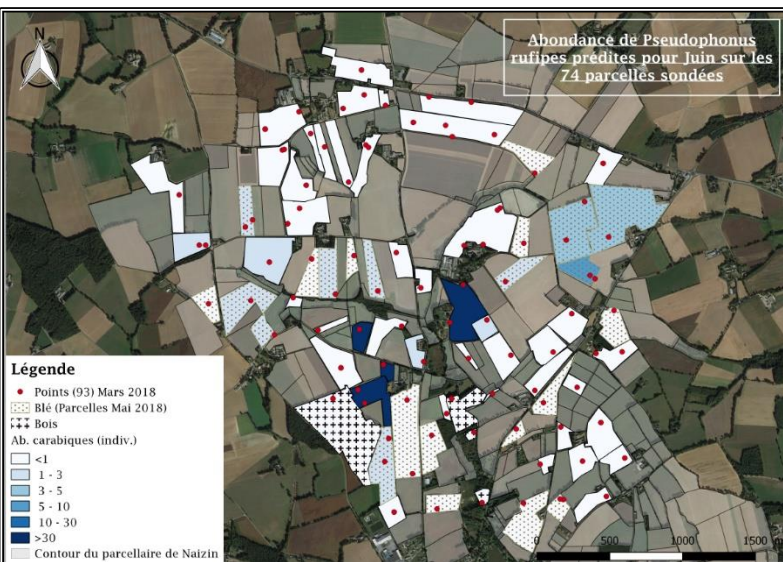 N
Abondance de Pseudophonus
rufipes prédites pour Juin sur les
74 parcelles sondées
Légende
Points (93) Mars 2018
Blé (Parcelles Mai 2018)
Bois
Ab. carabiques (indiv.)
<1
1 - 3
3 - 5
5 - 10
10 - 30
>30
Contour du parcellaire de Naizin
0 500 1000 1500 m